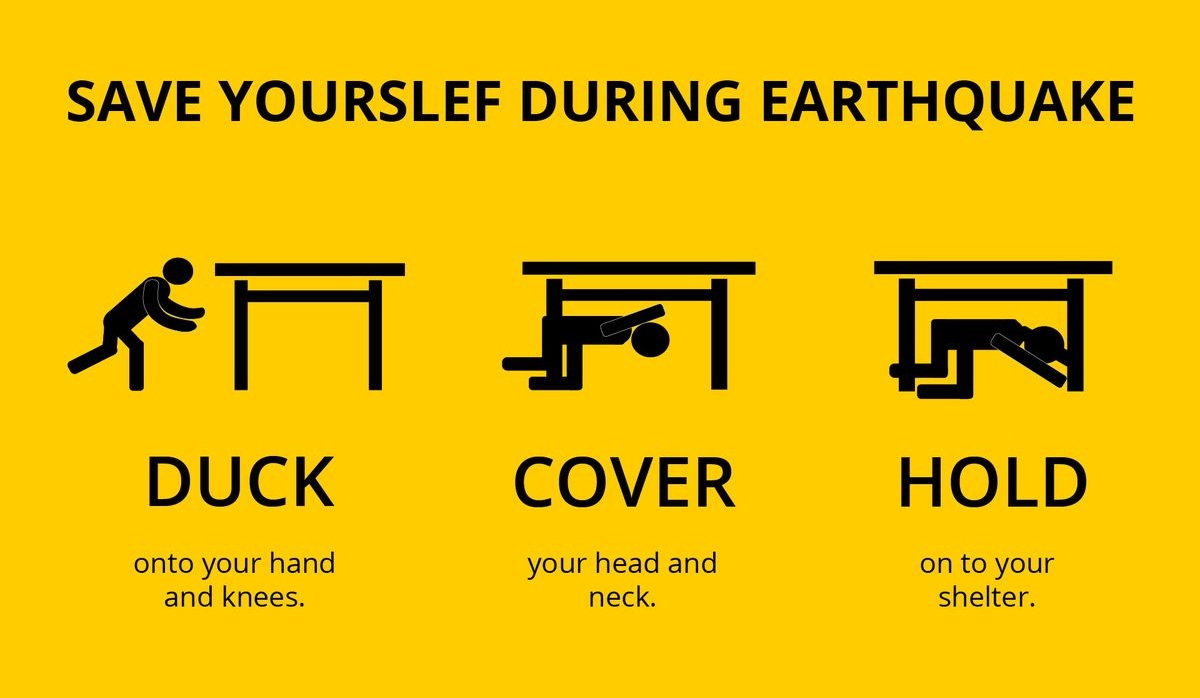 SAVE YOURSLEF DURING EARTHQUAKE
DUCK
onto your hand
and knees.
COVER
your head and
neck.
HOLD
on to your
shelter.